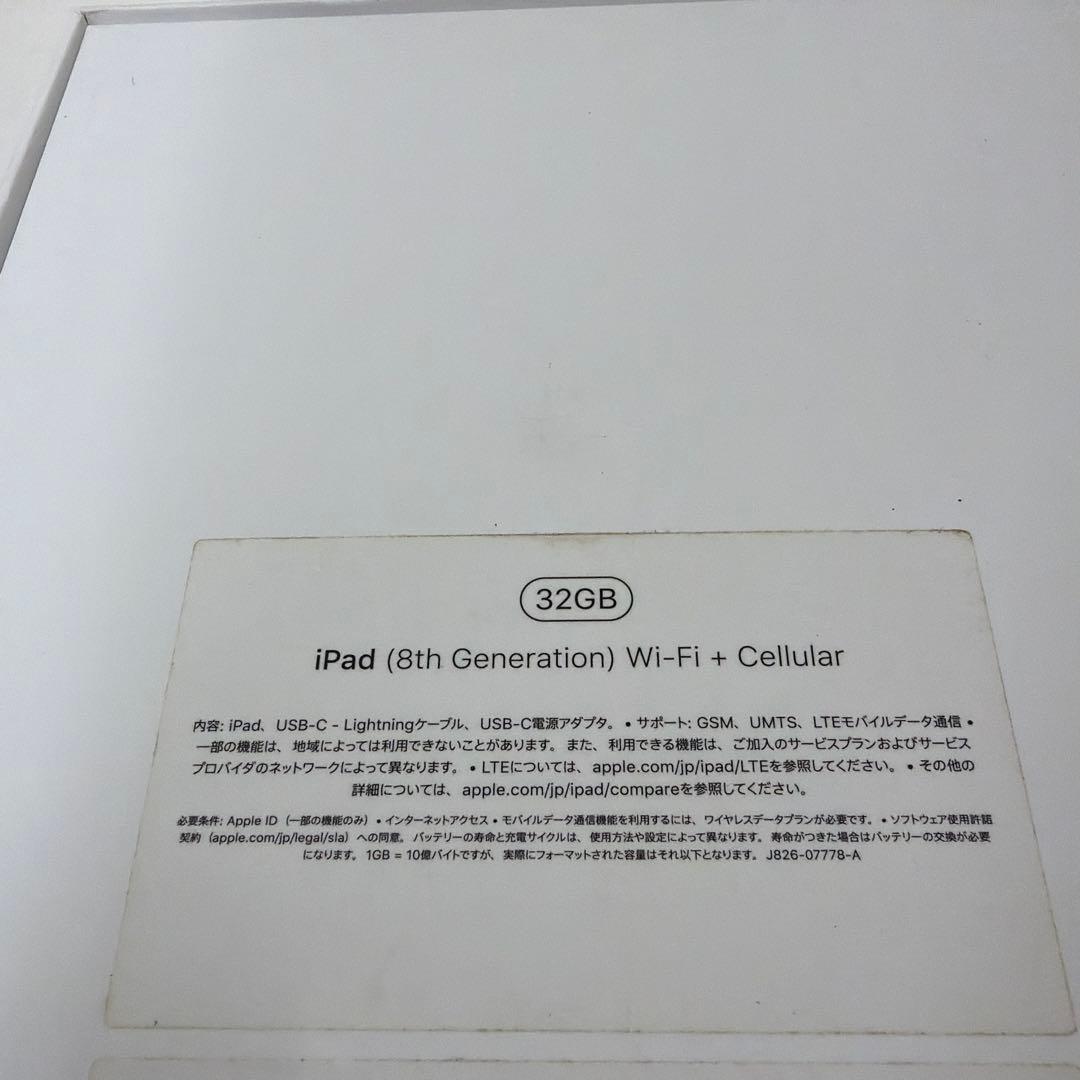 32GB
iPad (8th Generation) Wi-Fi + Cellular
内容: iPad、USB-C - Lightningケーブル、USB-C電源アダプタ。 • サポート: GSM、UMTS、LTEモバイルデータ通信 •
一部の機能は、地域によっては利用できないことがあります。また、利用できる機能は、ご加入のサービスプランおよびサービス
プロバイダのネットワークによって異なります。 • LTEについては、apple.com/jp/ipad/LTEを参照してください。 • その他の
詳細については、apple.com/jp/ipad/compareを参照してください。
必要条件: Apple ID（一部の機能のみ） • インターネットアクセス • モバイルデータ通信機能を利用するには、ワイヤレスデータプランが必要です。 • ソフトウェア使用許諾
契約（apple.com/jp/legal/sla）への同意。バッテリーの寿命と充電サイクルは、使用方法や設定によって異なります。寿命がつきた場合はバッテリーの交換が必要
になります。1GB = 10億バイトですが、実際にフォーマットされた容量はそれ以下となります。J826-07778-A